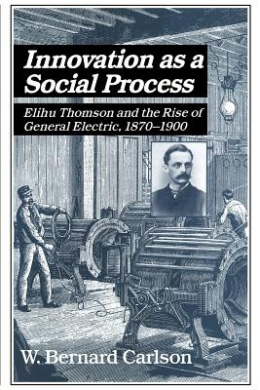 Innovation as a
Social Process
Elihu Thomson and the Rise of
General Electric, 1870–1900
W. Bernard Carlson